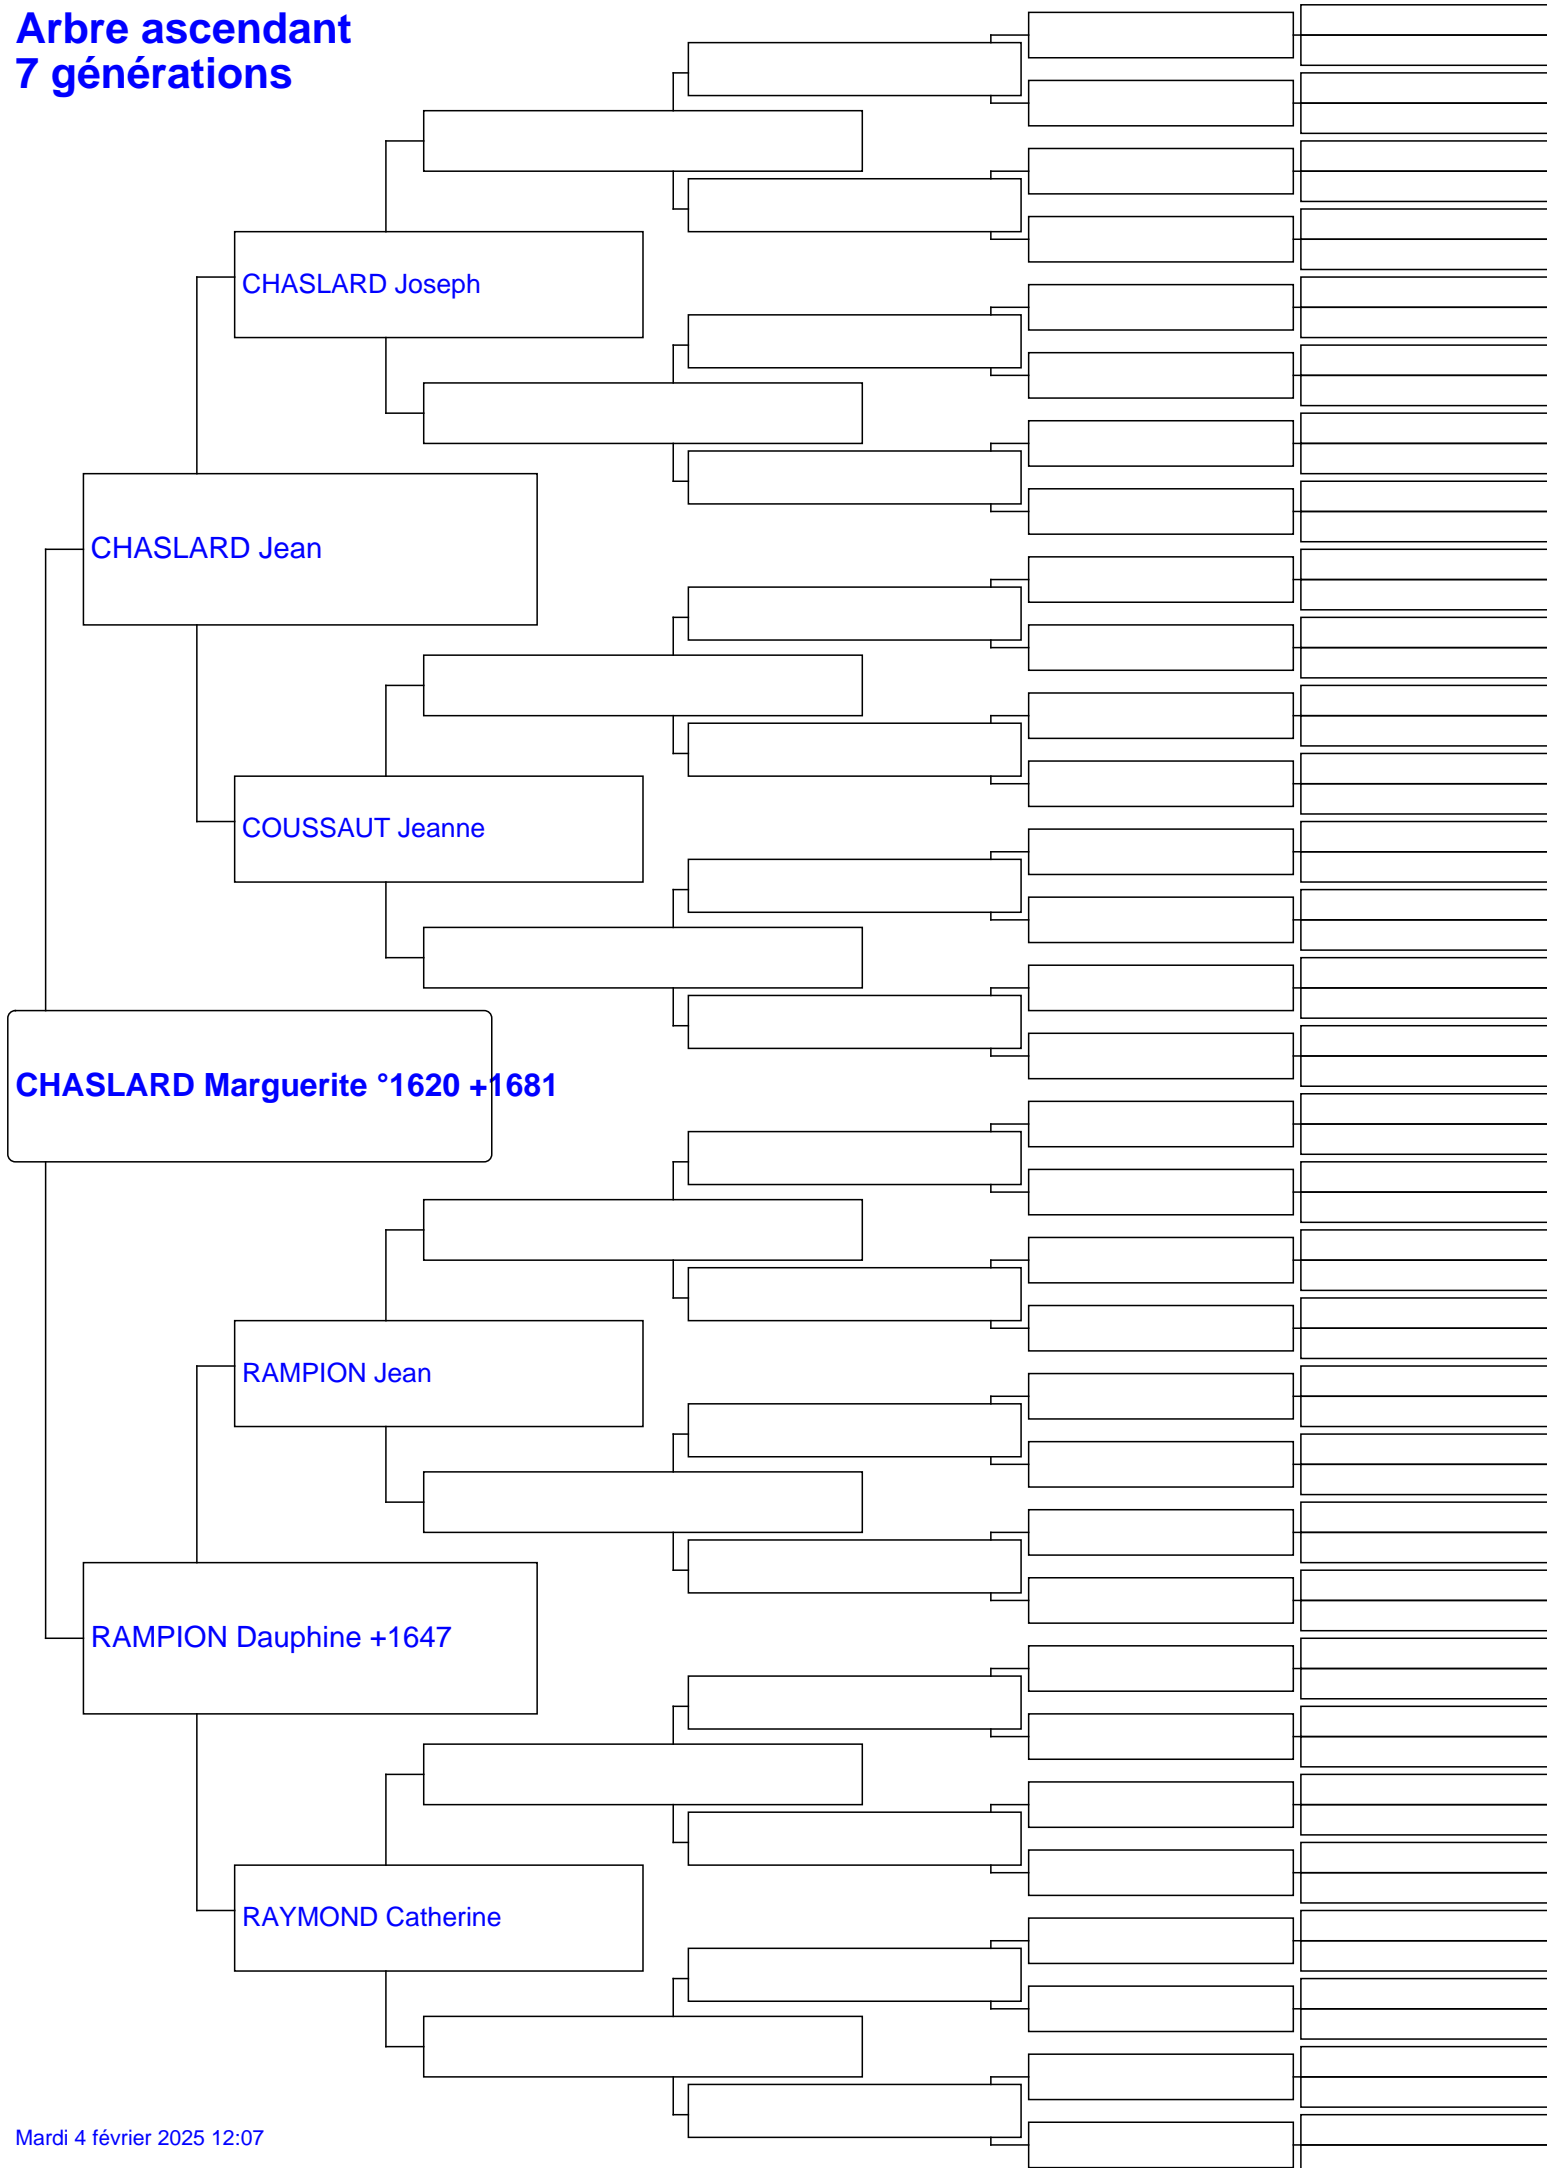 Arbre ascendant
7 générations
CHASLARD Joseph
CHASLARD Jean
COUSSAUT Jeanne
CHASLARD Marguerite °1620 +1681
RAMPION Jean
RAMPION Dauphine +1647
RAYMOND Catherine
Mardi 4 février 2025 12:07